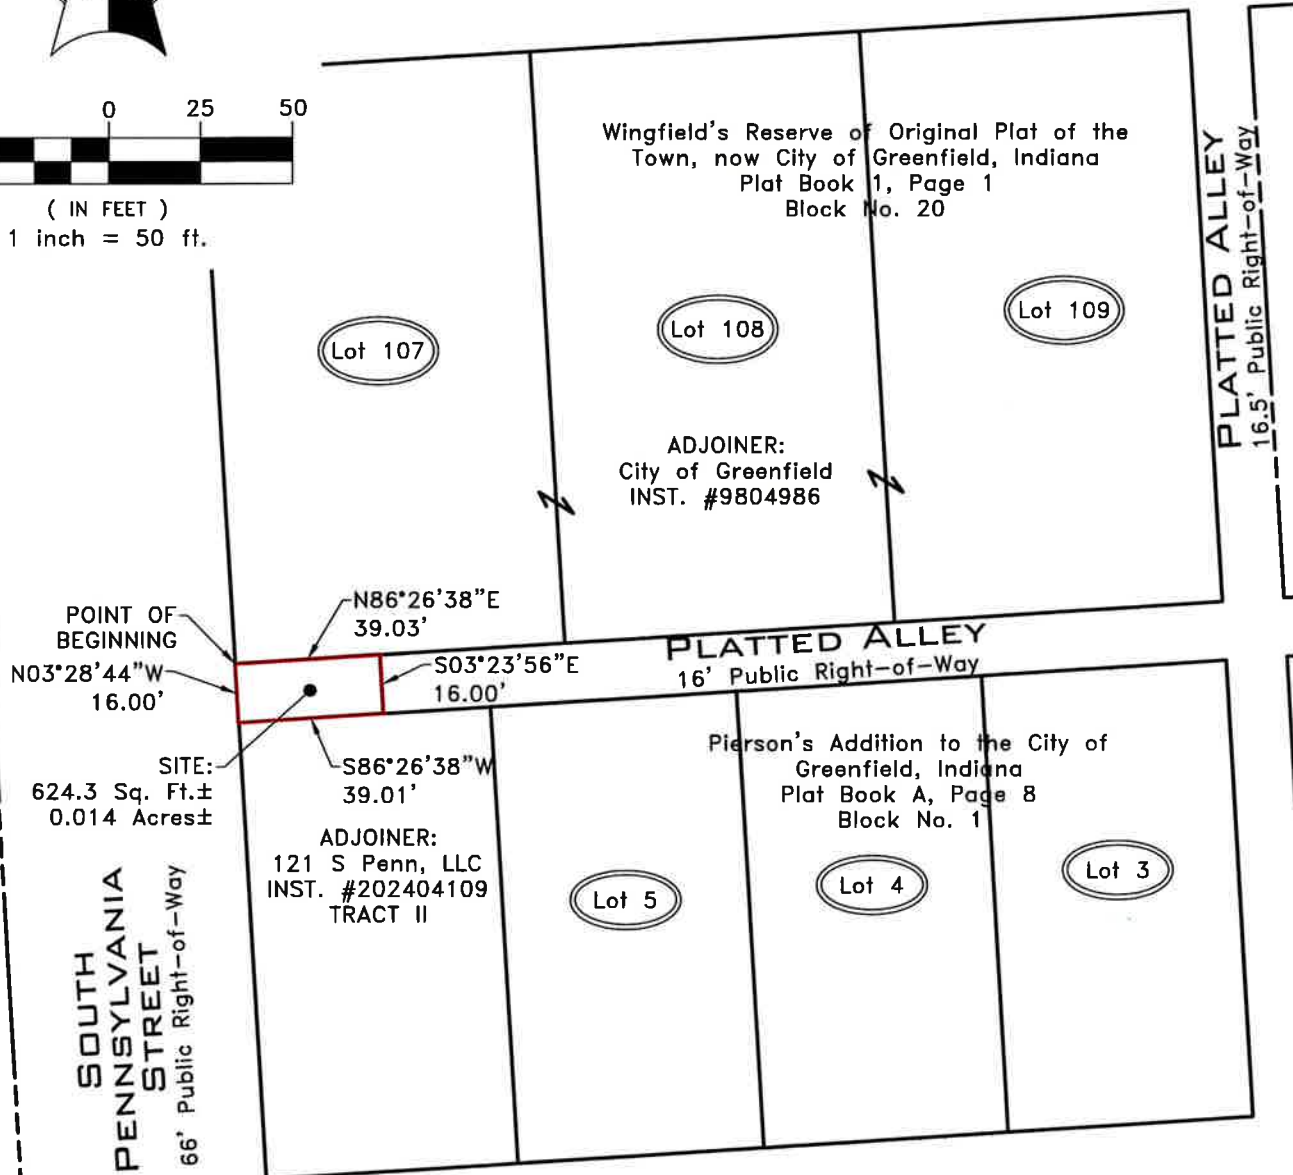 0 25 50
( IN FEET )
1 inch = 50 ft.
Wingfield's Reserve of Original Plat of the
Town, now City of Greenfield, Indiana
Plat Book 1, Page 1
Block No. 20
PLATTED ALLEY
16.5' Public Right-of-Way
Lot 107
Lot 108
Lot 109
ADJOINER:
City of Greenfield
INST. #9804986
POINT OF
BEGINNING
N86°26'38"E
39.03'
N03°28'44"W
16.00'
S03°23'56"E
16.00'
PLATTED ALLEY
16' Public Right-of-Way
SITE:
624.3 Sq. Ft.±
0.014 Acres±
S86°26'38"W
39.01'
Pierson's Addition to the City of
Greenfield, Indiana
Plat Book A, Page 8
Block No. 1
ADJOINER:
121 S Penn, LLC
INST. #202404109
TRACT II
Lot 5
Lot 4
Lot 3
SOUTH
PENNSYLVANIA
STREET
66' Public Right-of-Way